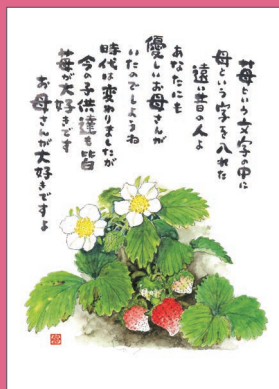 苺という文字の中に
母という字を入れた
遠い昔の人よ
あなたにも
優しいお母さんが
いたのでしょうね
時代は変わりましたが
今の子供達も皆
苺が大好きです
お母さんが大好きですよ